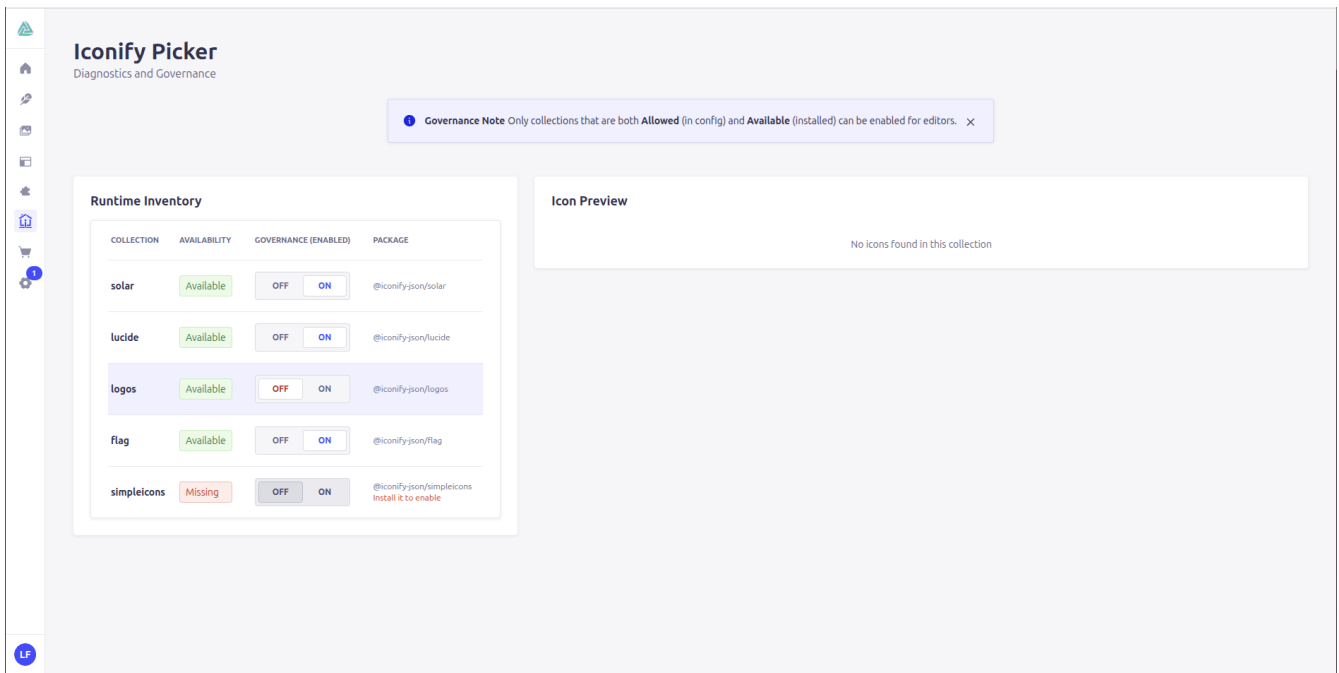 Iconify Picker
Diagnostics and Governance
Governance Note Only collections that are both Allowed (in config) and Available (installed) can be enabled for editors.
Runtime Inventory
COLLECTION AVAILABILITY GOVERNANCE (ENABLED) PACKAGE
solar Available OFF ON @iconify-json/solar
lucide Available OFF ON @iconify-json/lucide
logos Available OFF ON @iconify-json/logos
flag Available OFF ON @iconify-json/flag
simpleicons Missing OFF ON @iconify-json/simpleicons
Install it to enable
Icon Preview
No icons found in this collection
1
LF